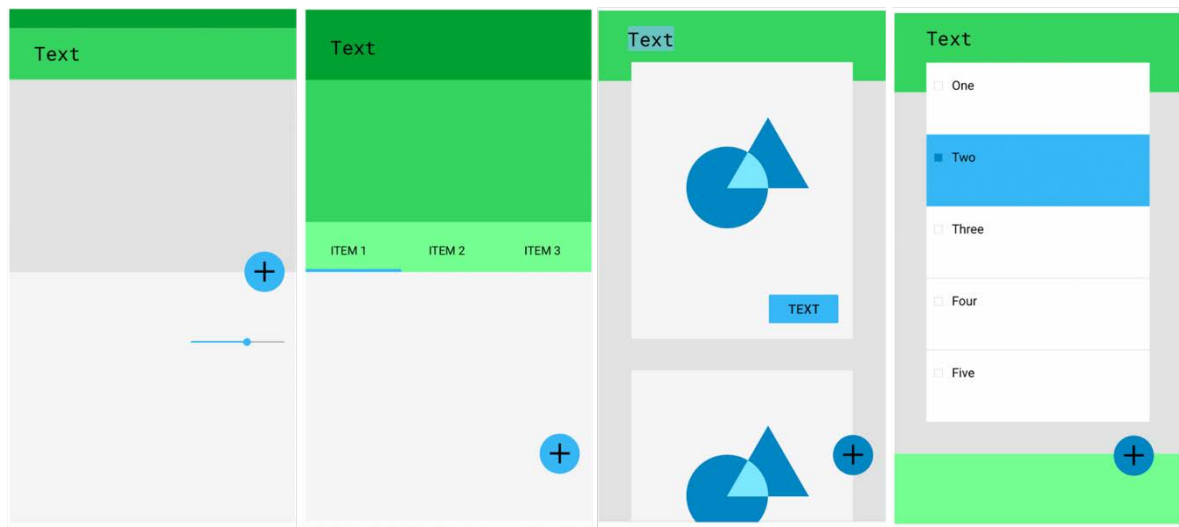 Text
Text
ITEM 1 ITEM 2 ITEM 3
Text
TEXT
Text
One
Two
Three
Four
Five